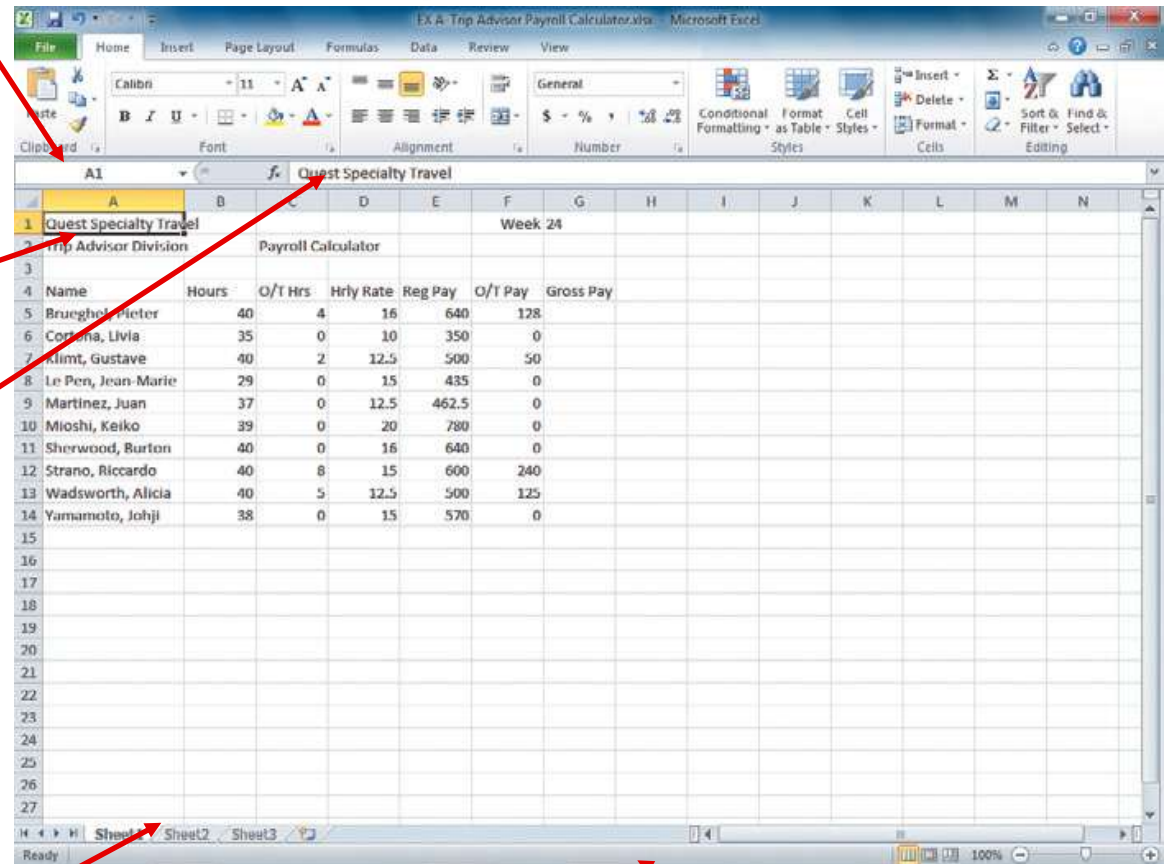 EX A-Trip Advisor Payroll Calculator.xlsx - Microsoft Excel
File Home Insert Page Layout Formulas Data Review View
Calibri 11 A A General
B I U A $ - % ,
Conditional Formatting Format as Table Cell Styles
Insert
Delete
Format
Σ Sort & Filter Find & Select
Clipboard Font Alignment Number Styles Cells Editing
A1 fx Quest Specialty Travel
A B D E F G H I J K L M N
1 Quest Specialty Travel Week 24
2 Trip Advisor Division Payroll Calculator
3
4 Name Hours O/T Hrs Hrly Rate Reg Pay O/T Pay Gross Pay
5 Brueghel, Pieter 40 4 16 640 128
6 Cortona, Livia 35 0 10 350 0
7 Klimt, Gustave 40 2 12.5 500 50
8 Le Pen, Jean-Marie 29 0 15 435 0
9 Martinez, Juan 37 0 12.5 462.5 0
10 Mioshi, Keiko 39 0 20 780 0
11 Sherwood, Burton 40 0 16 640 0
12 Strano, Riccardo 40 8 15 600 240
13 Wadsworth, Alicia 40 5 12.5 500 125
14 Yamamoto, Johji 38 0 15 570 0
15
16
17
18
19
20
21
22
23
24
25
26
27
Sheet1 Sheet2 Sheet3
Ready 100%